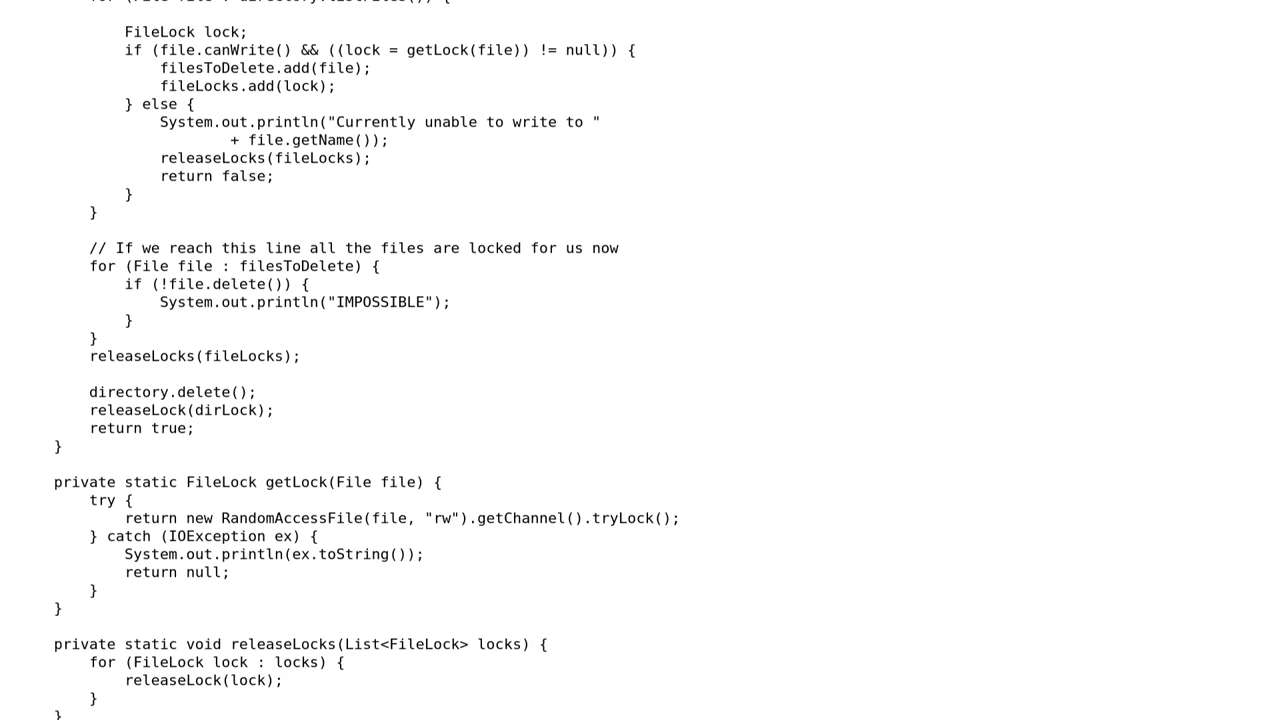 for (File file : directory.listFiles()) {
FileLock lock;
if (file.canWrite() && ((lock = getLock(file)) != null)) {
filesToDelete.add(file);
fileLocks.add(lock);
} else {
System.out.println("Currently unable to write to "
+ file.getName());
releaseLocks(fileLocks);
return false;
}
}
// If we reach this line all the files are locked for us now
for (File file : filesToDelete) {
if (!file.delete()) {
System.out.println("IMPOSSIBLE");
}
}
releaseLocks(fileLocks);
directory.delete();
releaseLock(dirLock);
return true;
}
private static FileLock getLock(File file) {
try {
return new RandomAccessFile(file, "rw").getChannel().tryLock();
} catch (IOException ex) {
System.out.println(ex.toString());
return null;
}
}
private static void releaseLocks(List<FileLock> locks) {
for (FileLock lock : locks) {
releaseLock(lock);
}
}